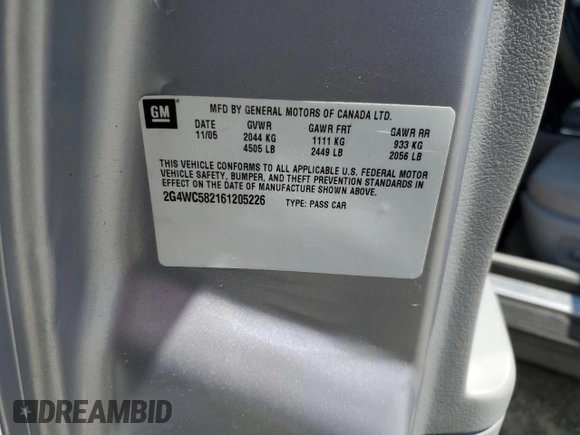 GM
MFD BY GENERAL MOTORS OF CANADA LTD.
DATE GVWR GAWR FRT GAWR RR
11/05 2044 KG 1111 KG 933 KG
4505 LB 2449 LB 2056 LB
THIS VEHICLE CONFORMS TO ALL APPLICABLE U.S. FEDERAL MOTOR
VEHICLE SAFETY, BUMPER, AND THEFT PREVENTION STANDARDS IN
EFFECT ON THE DATE OF MANUFACTURE SHOWN ABOVE.
2G4WC582161205226 TYPE: PASS CAR
DREAMBID